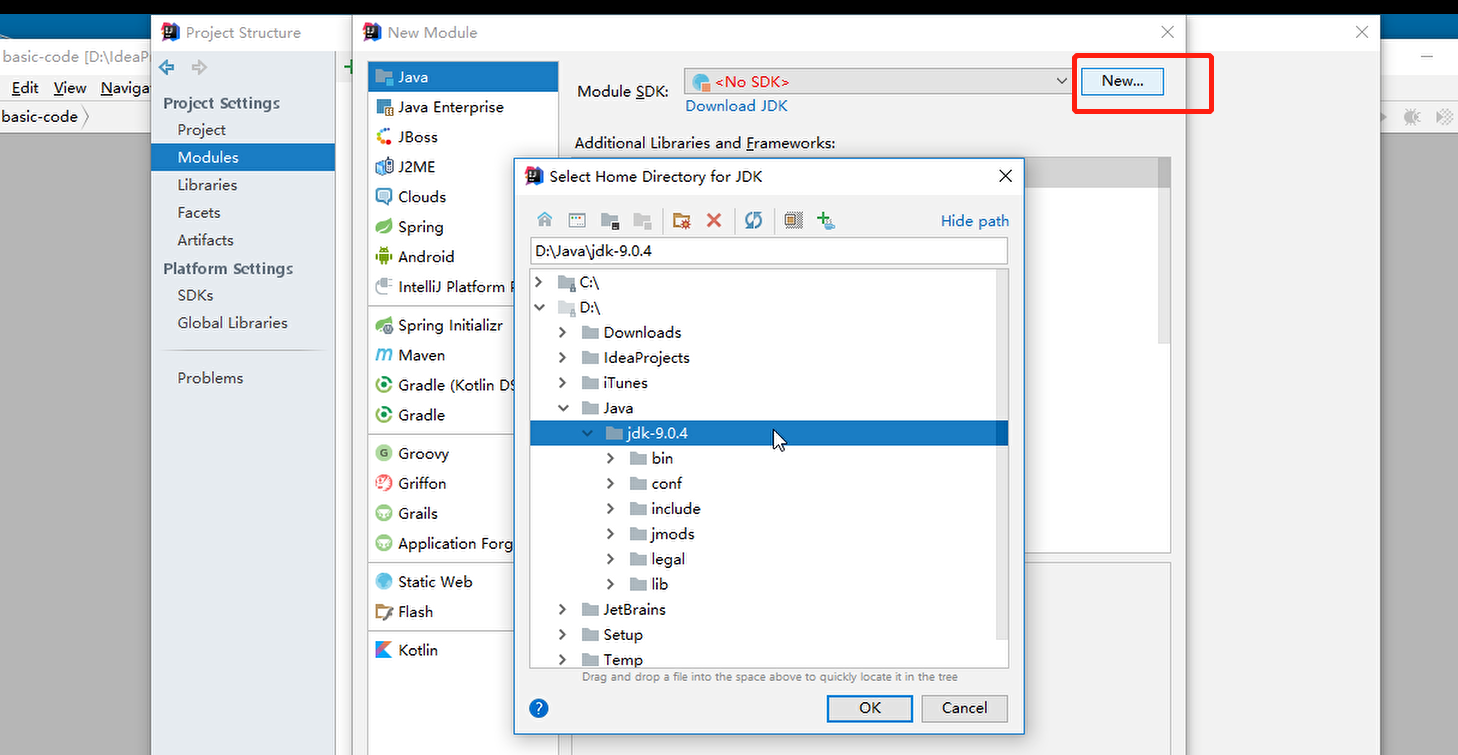 Project Structure
New Module
basic-code [D:\IdeaP
Edit View Naviga
basic-code
Project Settings
Project
Modules
Libraries
Facets
Artifacts
Platform Settings
SDKs
Global Libraries
Problems
Java
Java Enterprise
JBoss
J2ME
Clouds
Spring
Android
IntelliJ Platform
Spring Initializr
Maven
Gradle (Kotlin DS
Gradle
Groovy
Griffon
Grails
Application Forg
Static Web
Flash
Kotlin
Module SDK:
<No SDK>
New...
Download JDK
Additional Libraries and Frameworks:
Select Home Directory for JDK
Hide path
D:\Java\jdk-9.0.4
C:\
D:\
Downloads
IdeaProjects
iTunes
Java
jdk-9.0.4
bin
conf
include
jmods
legal
lib
JetBrains
Setup
Temp
Drag and drop a file into the space above to quickly locate it in the tree
?
OK
Cancel